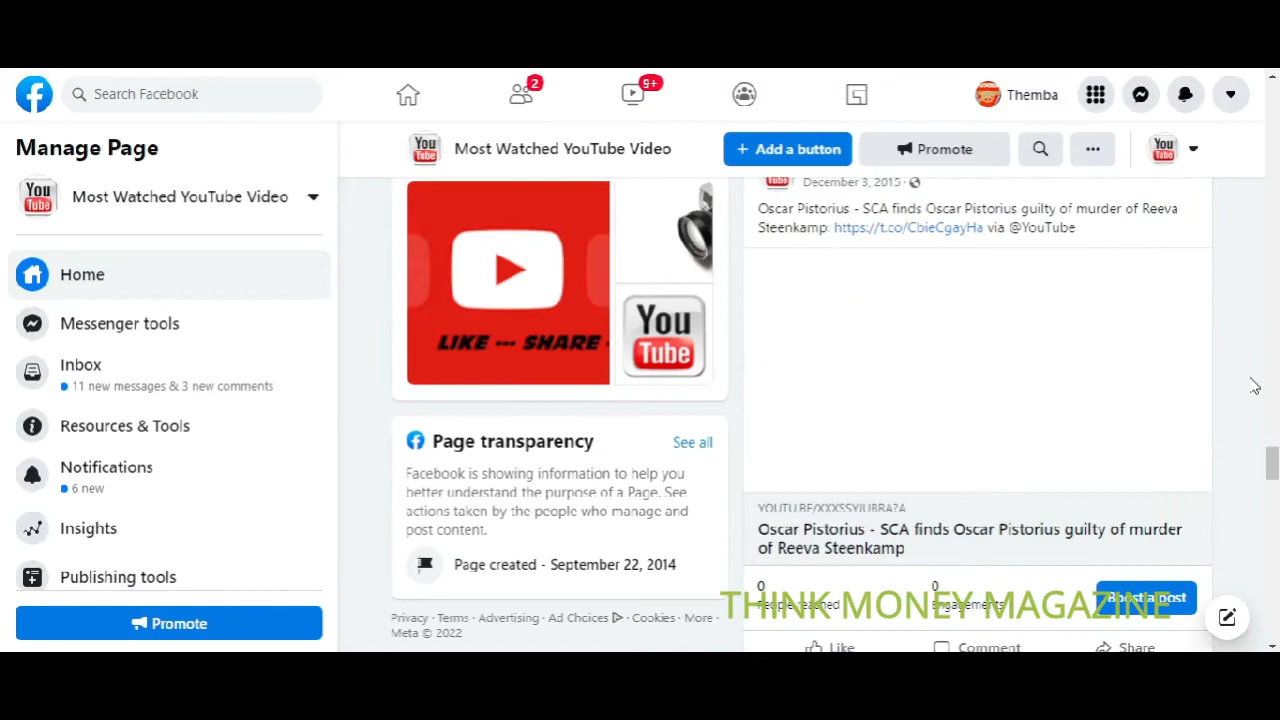 Search Facebook
2
9+
Themba
Manage Page
Most Watched YouTube Video
+ Add a button
Promote
Most Watched YouTube Video
Home
Messenger tools
Inbox
11 new messages & 3 new comments
Resources & Tools
Notifications
6 new
Insights
Publishing tools
Promote
LIKE --- SHARE -
You
Tube
Page transparency
See all
Facebook is showing information to help you
better understand the purpose of a Page. See
actions taken by the people who manage and
post content.
Page created - September 22, 2014
Privacy · Terms · Advertising · Ad Choices · Cookies · More ·
Meta © 2022
December 3, 2015 ·
Oscar Pistorius - SCA finds Oscar Pistorius guilty of murder of Reeva
Steenkamp: https://t.co/CbieCgayHa via @YouTube
Oscar Pistorius - SCA finds Oscar Pistorius guilty of murder
of Reeva Steenkamp
0
People reached
0
Engagements
Boost a post
THINK MONEY MAGAZINE
Like
Comment
Share